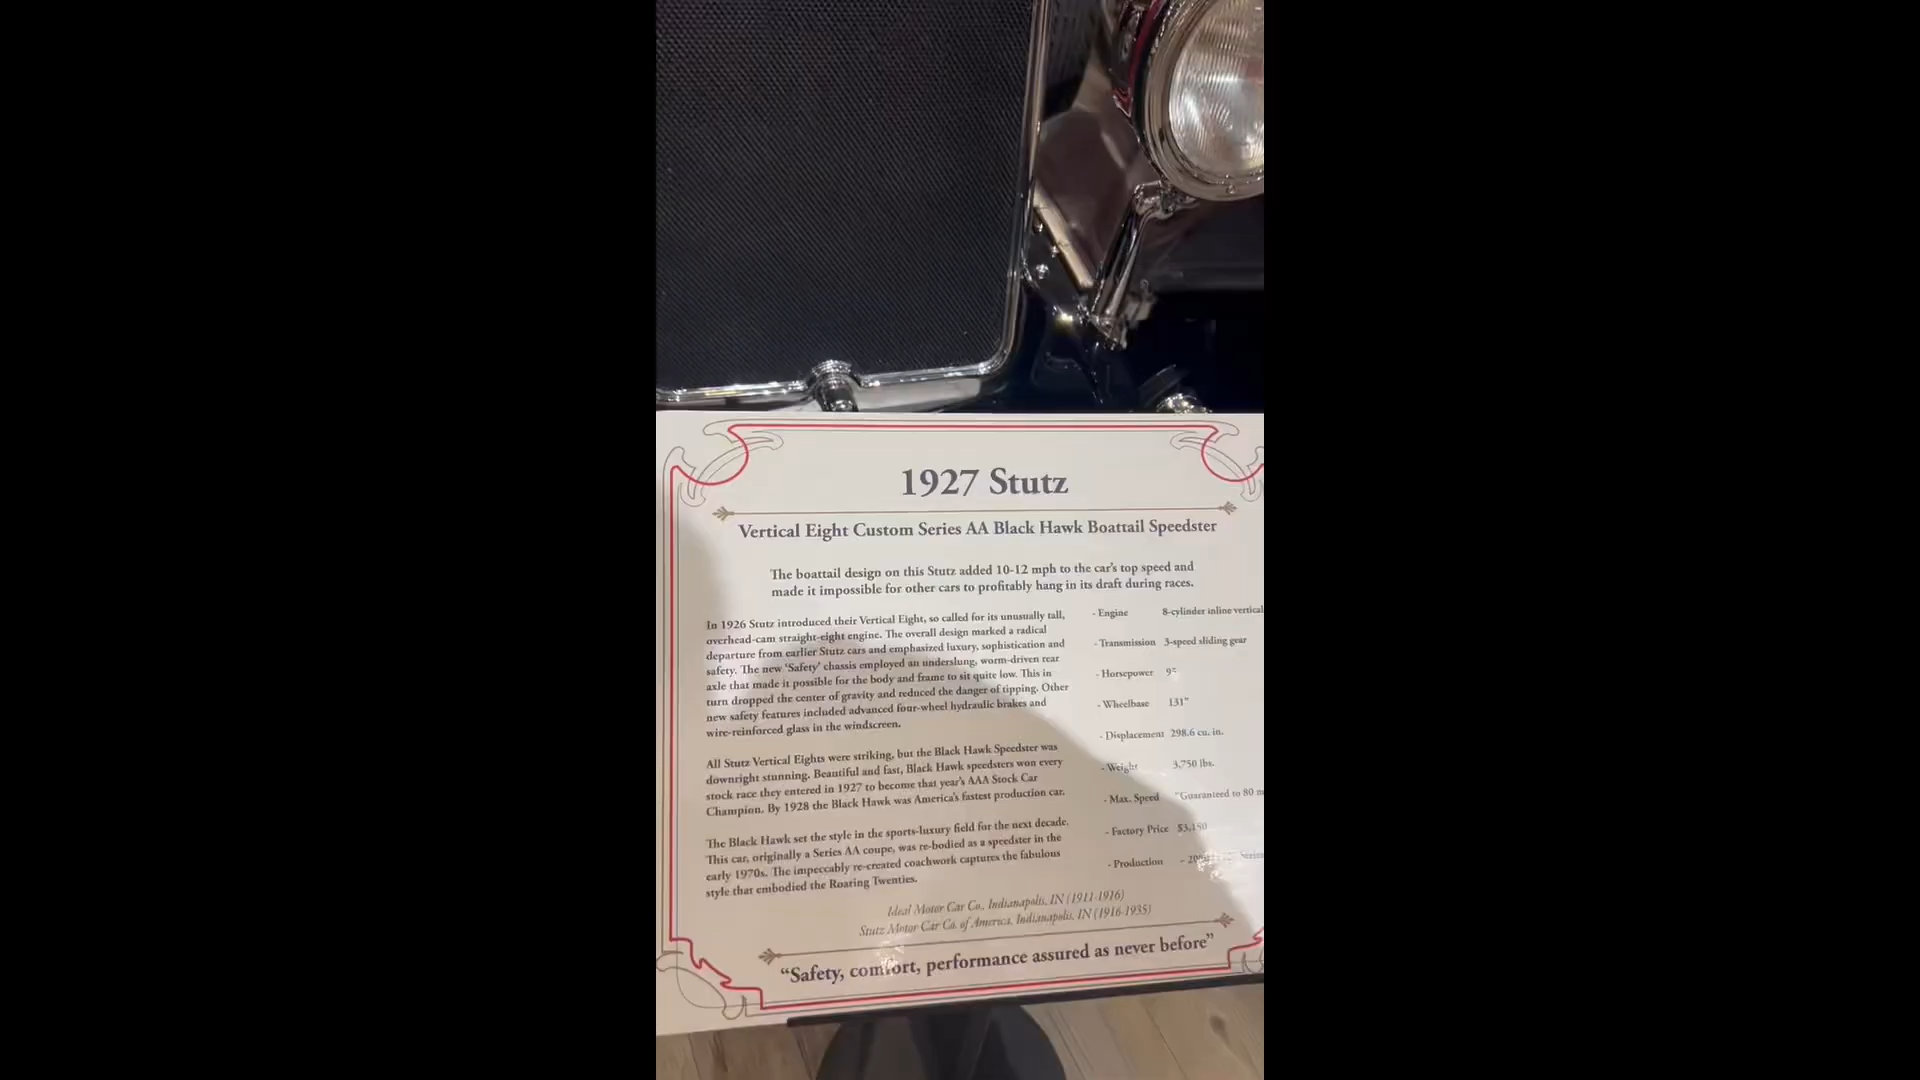 1927 Stutz
Vertical Eight Custom Series AA Black Hawk Boattail Speedster
The boattail design on this Stutz added 10-12 mph to the car's top speed and
made it impossible for other cars to profitably hang in its draft during races.
In 1926 Stutz introduced their Vertical Eight, so called for its unusually tall,
overhead-cam straight-eight engine. The overall design marked a radical
departure from earlier Stutz cars and emphasized luxury, sophistication and
safety. The new 'Safety' chassis employed an underslung, worm-driven rear
axle that made it possible for the body and frame to sit quite low. This in
turn dropped the center of gravity and reduced the danger of tipping. Other
new safety features included advanced four-wheel hydraulic brakes and
wire-reinforced glass in the windscreen.
All Stutz Vertical Eights were striking, but the Black Hawk Speedster was
downright stunning. Beautiful and fast, Black Hawk speedsters won every
stock race they entered in 1927 to become that year's AAA Stock Car
Champion. By 1928 the Black Hawk was America's fastest production car.
The Black Hawk set the style in the sports-luxury field for the next decade.
This car, originally a Series AA coupe, was re-bodied as a speedster in the
early 1970s. The impeccably re-created coachwork captures the fabulous
style that embodied the Roaring Twenties.
- Engine 8-cylinder inline vertical
- Transmission 3-speed sliding gear
- Horsepower
- Wheelbase 131"
- Displacement 298.6 cu. in.
- Weight 3,750 lbs.
- Max. Speed "Guaranteed to 80
- Factory Price $3,150
- Production
Ideal Motor Car Co., Indianapolis, IN (1911-1916)
Stutz Motor Car Co. of America, Indianapolis, IN (1916-1935)
"Safety, comfort, performance assured as never before"